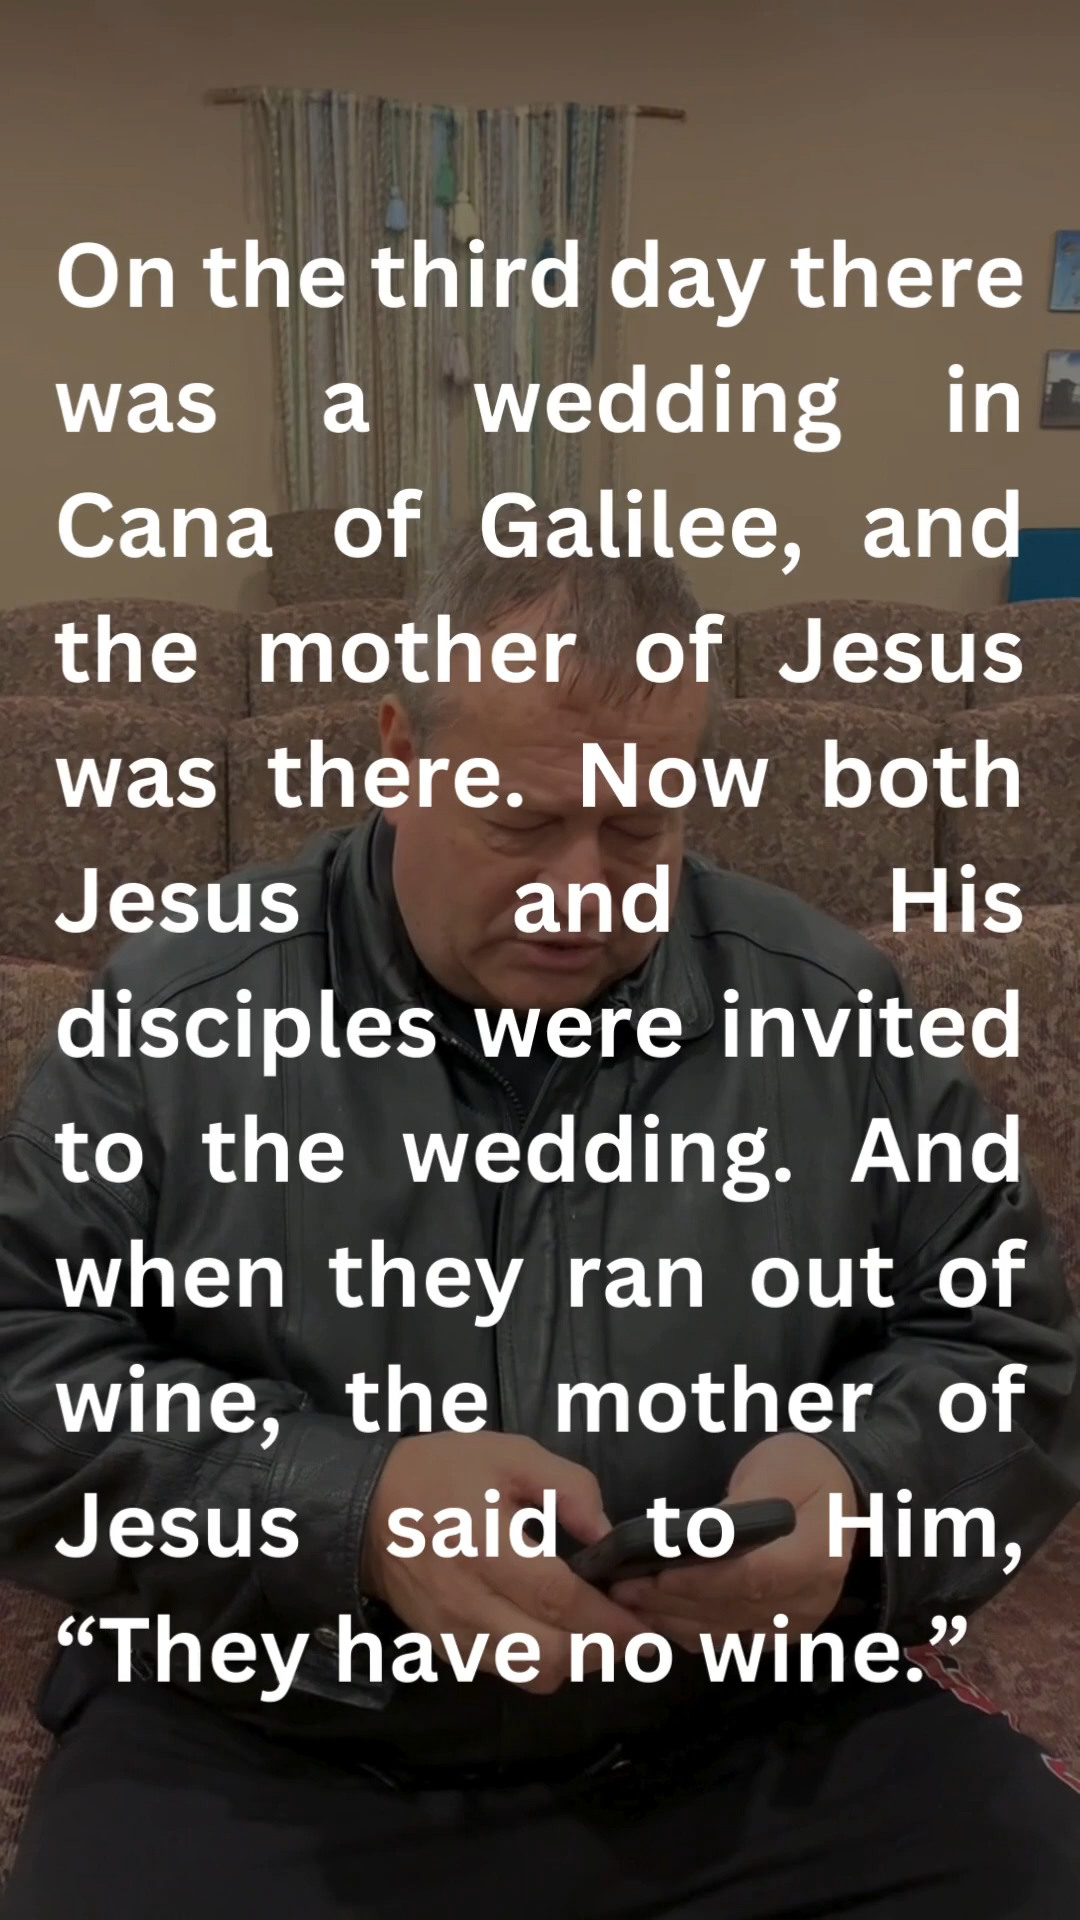 On the third day there
was a wedding in
Cana of Galilee, and
the mother of Jesus
was there. Now both
Jesus and His
disciples were invited
to the wedding. And
when they ran out of
wine, the mother of
Jesus said to Him,
“They have no wine.”